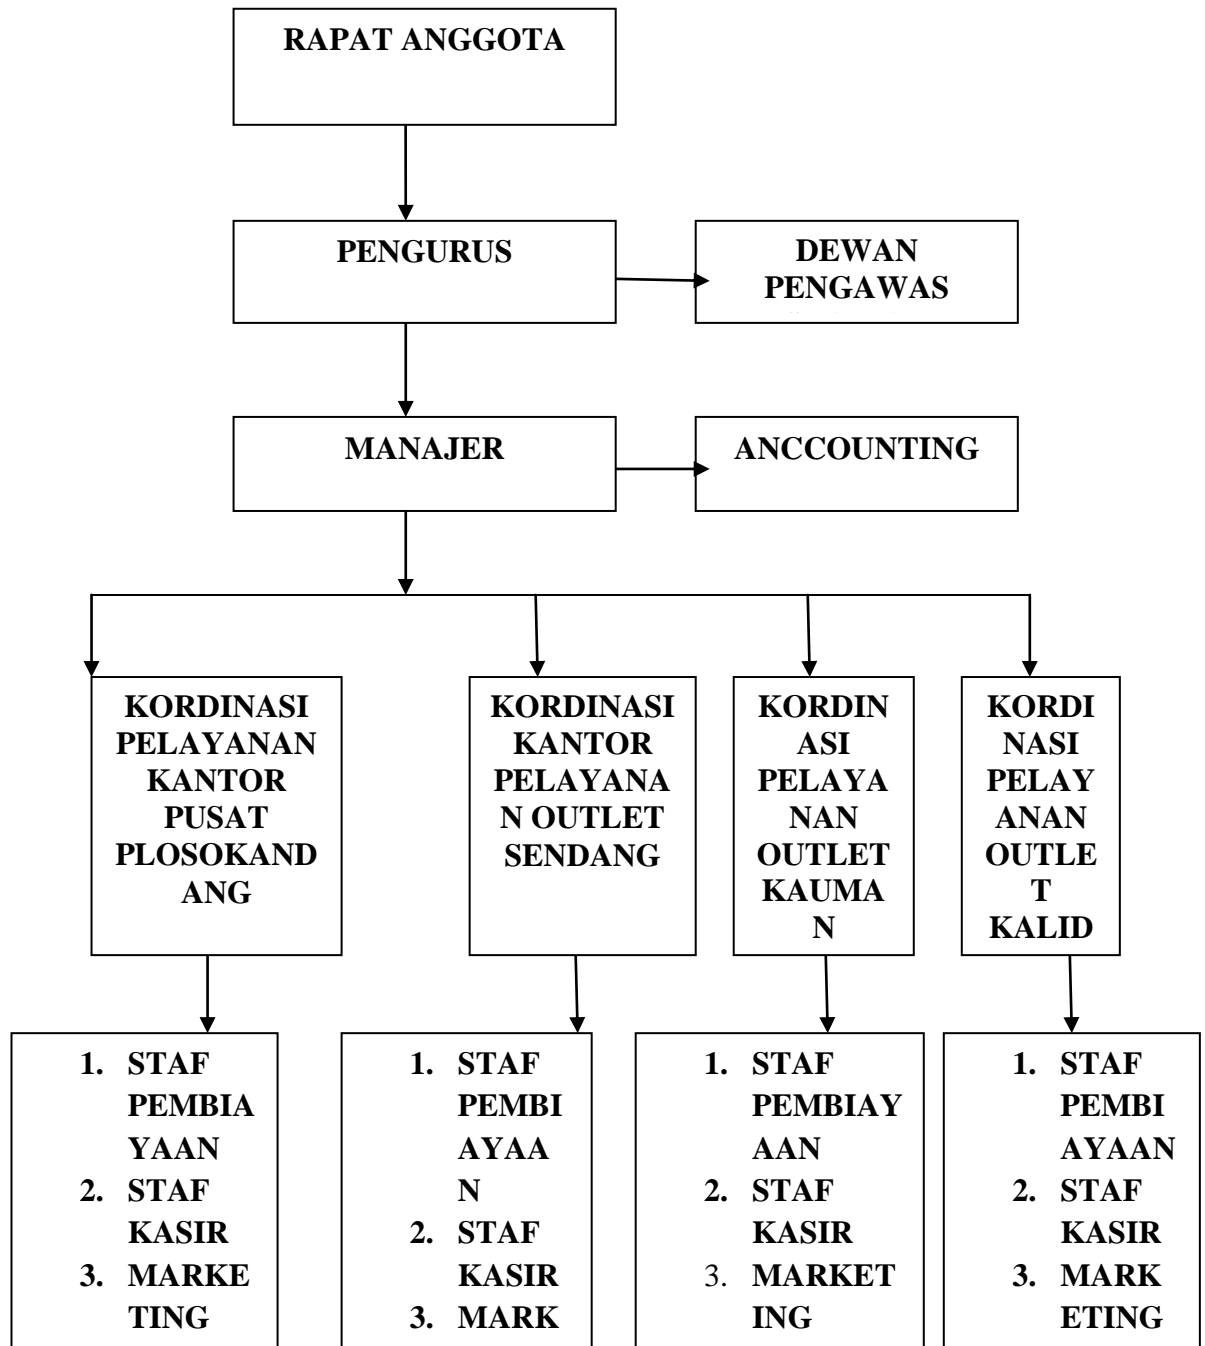 RAPAT ANGGOTA
PENGURUS
DEWAN
PENGAWAS
MANAJER
ANCCOUNTING
KORDINASI
PELAYANAN
KANTOR
PUSAT
PLOSOKAND
ANG
KORDINASI
KANTOR
PELAYANA
N OUTLET
SENDANG
KORDIN
ASI
PELAYA
NAN
OUTLET
KAUMA
N
KORDI
NASI
PELAY
ANAN
OUTLE
T
KALID
1. STAF
PEMBIA
YAAN
2. STAF
KASIR
3. MARKE
TING
1. STAF
PEMBI
AYAA
N
2. STAF
KASIR
3. MARK
1. STAF
PEMBIAY
AAN
2. STAF
KASIR
3. MARKET
ING
1. STAF
PEMBI
AYAAN
2. STAF
KASIR
3. MARK
ETING